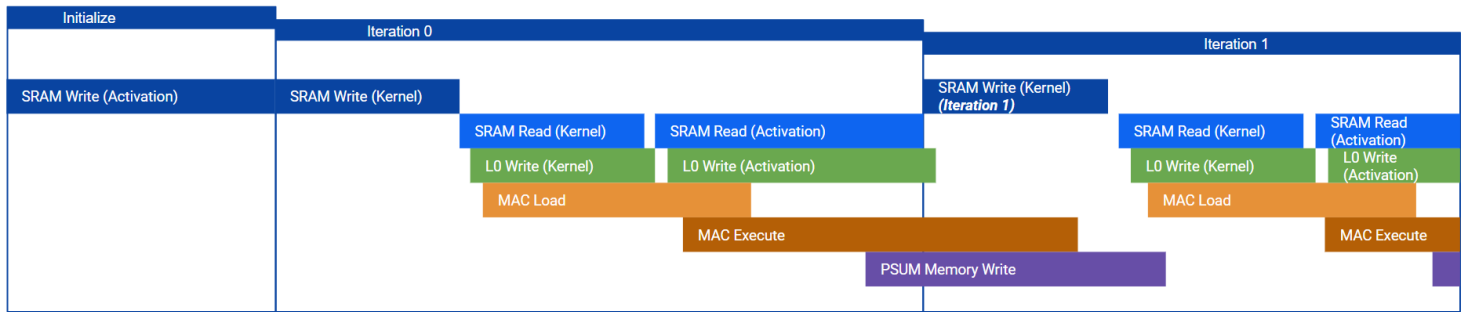 Initialize
Iteration 0
Iteration 1
SRAM Write (Activation)
SRAM Write (Kernel)
SRAM Write (Kernel)
(Iteration 1)
SRAM Read (Kernel)
SRAM Read (Activation)
SRAM Read (Kernel)
SRAM Read
(Activation)
L0 Write (Kernel)
L0 Write (Activation)
L0 Write (Kernel)
L0 Write
(Activation)
MAC Load
MAC Load
MAC Execute
MAC Execute
PSUM Memory Write